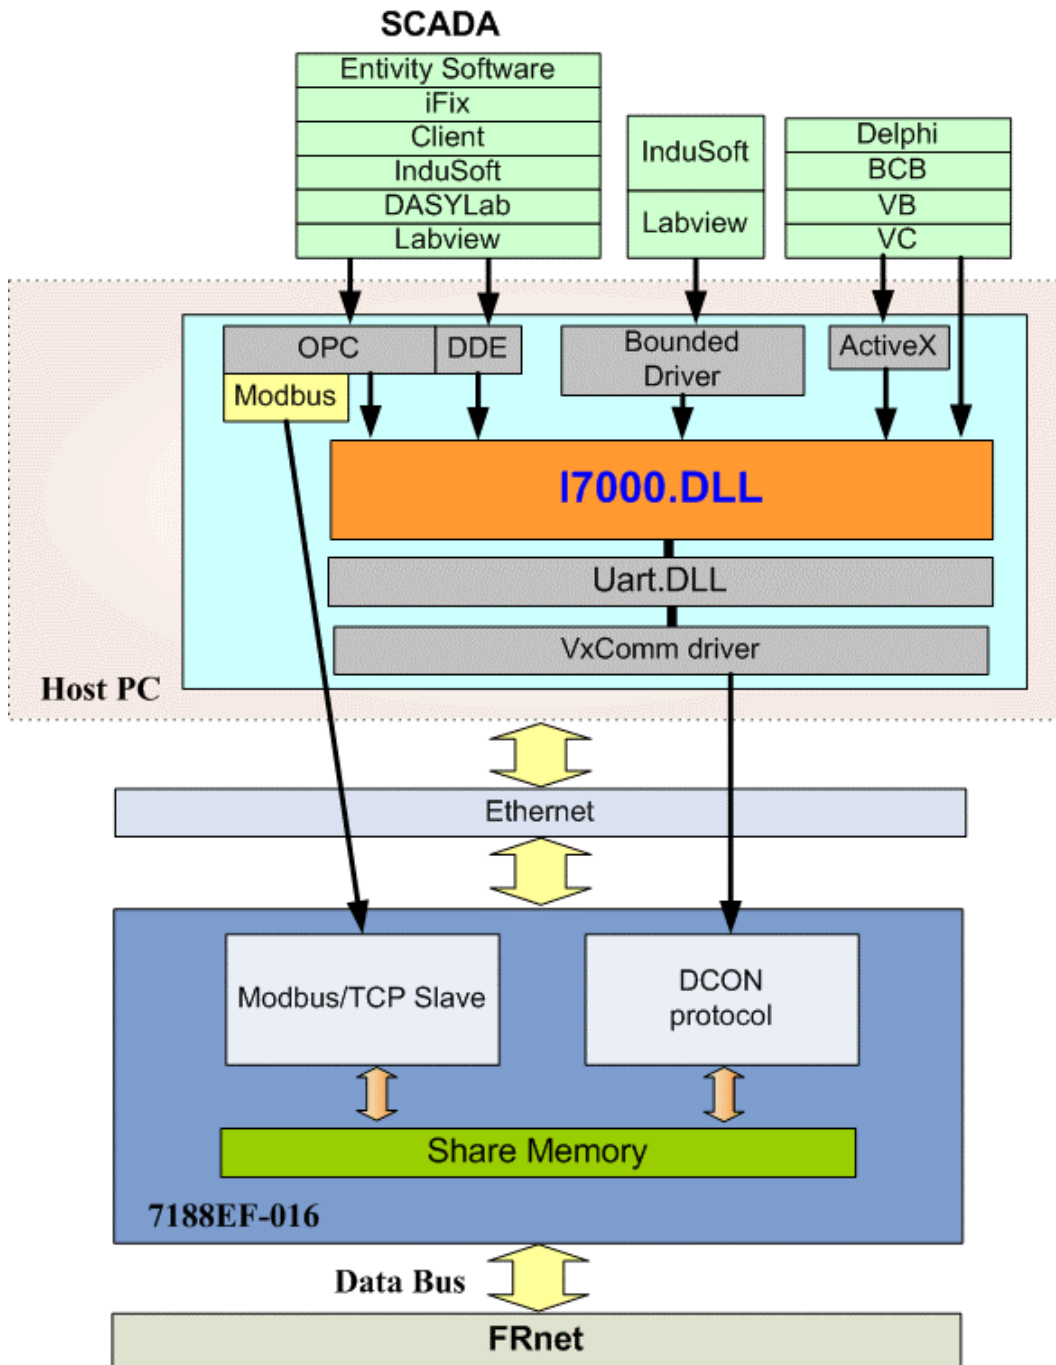 SCADA
Entivity Software
iFix
Client
InduSoft
DASYLab
Labview
InduSoft
Labview
Delphi
BCB
VB
VC
OPC
DDE
Modbus
Bounded
Driver
ActiveX
I7000.DLL
Uart.DLL
VxComm driver
Host PC
Ethernet
Modbus/TCP Slave
DCON
protocol
Share Memory
7188EF-016
Data Bus
FRnet